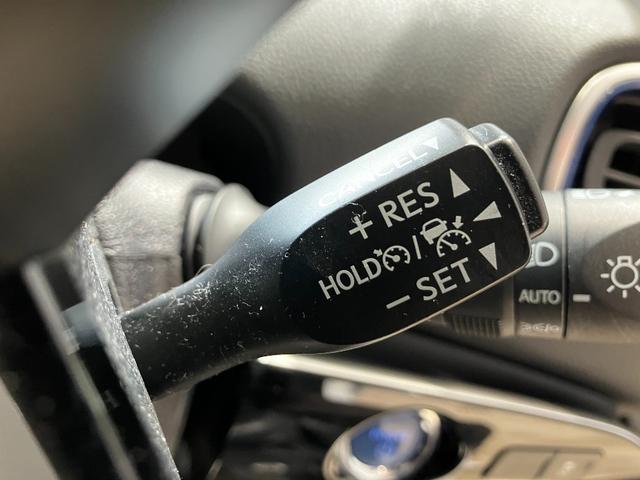 CANCEL
+ RES
HOLD /
− SET
AUTO